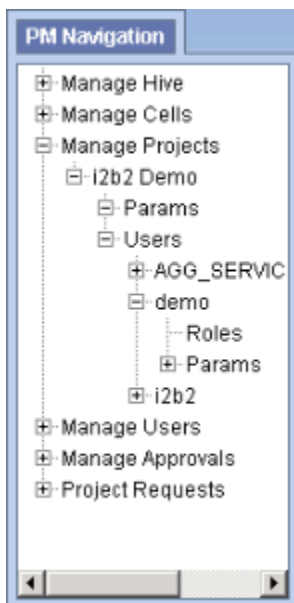 PM Navigation
Manage Hive
Manage Cells
Manage Projects
i2b2 Demo
Params
Users
AGG_SERVIC
demo
Roles
Params
i2b2
Manage Users
Manage Approvals
Project Requests